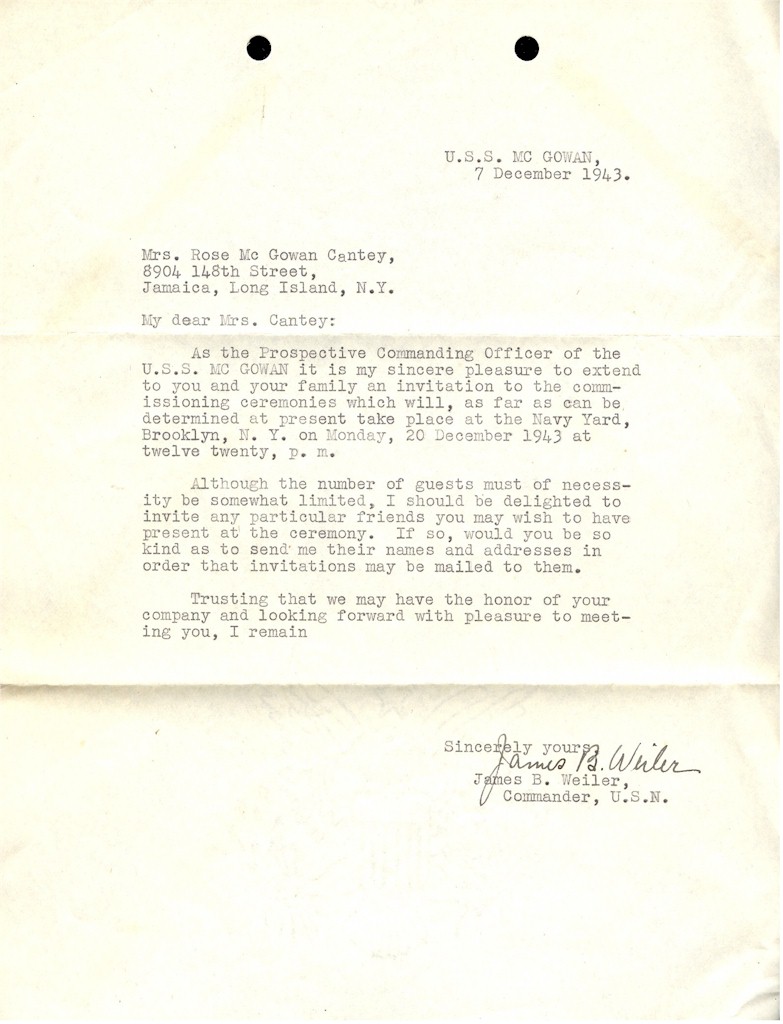 U.S.S. MC GOWAN,
7 December 1943.
Mrs. Rose Mc Gowan Cantey,
8904 148th Street,
Jamaica, Long Island, N.Y.
My dear Mrs. Cantey:
As the Prospective Commanding Officer of the
U.S.S. MC GOWAN it is my sincere pleasure to extend
to you and your family an invitation to the comm-
issioning ceremonies which will, as far as can be
determined at present take place at the Navy Yard,
Brooklyn, N. Y. on Monday, 20 December 1943 at
twelve twenty, p. m.
Although the number of guests must of necess-
ity be somewhat limited, I should be delighted to
invite any particular friends you may wish to have
present at the ceremony. If so, would you be so
kind as to send me their names and addresses in
order that invitations may be mailed to them.
Trusting that we may have the honor of your
company and looking forward with pleasure to meet-
ing you, I remain
Sincerely yours,
James B. Weiler
James B. Weiler,
Commander, U.S.N.